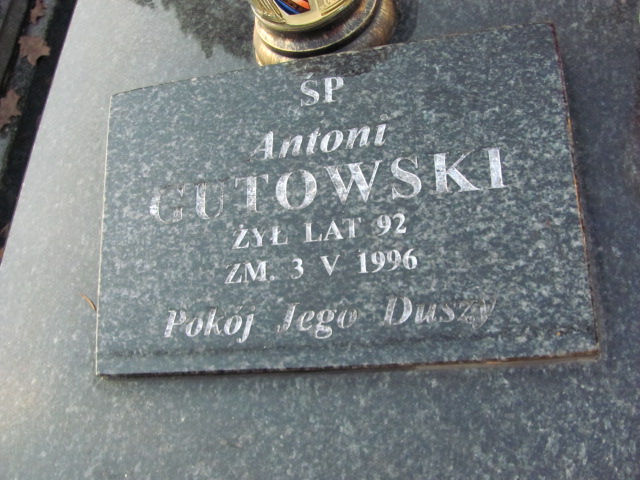 ŚP
Antoni
GUTOWSKI
ŻYŁ LAT 92
ZM. 3 V 1996
Pokój Jego Duszy